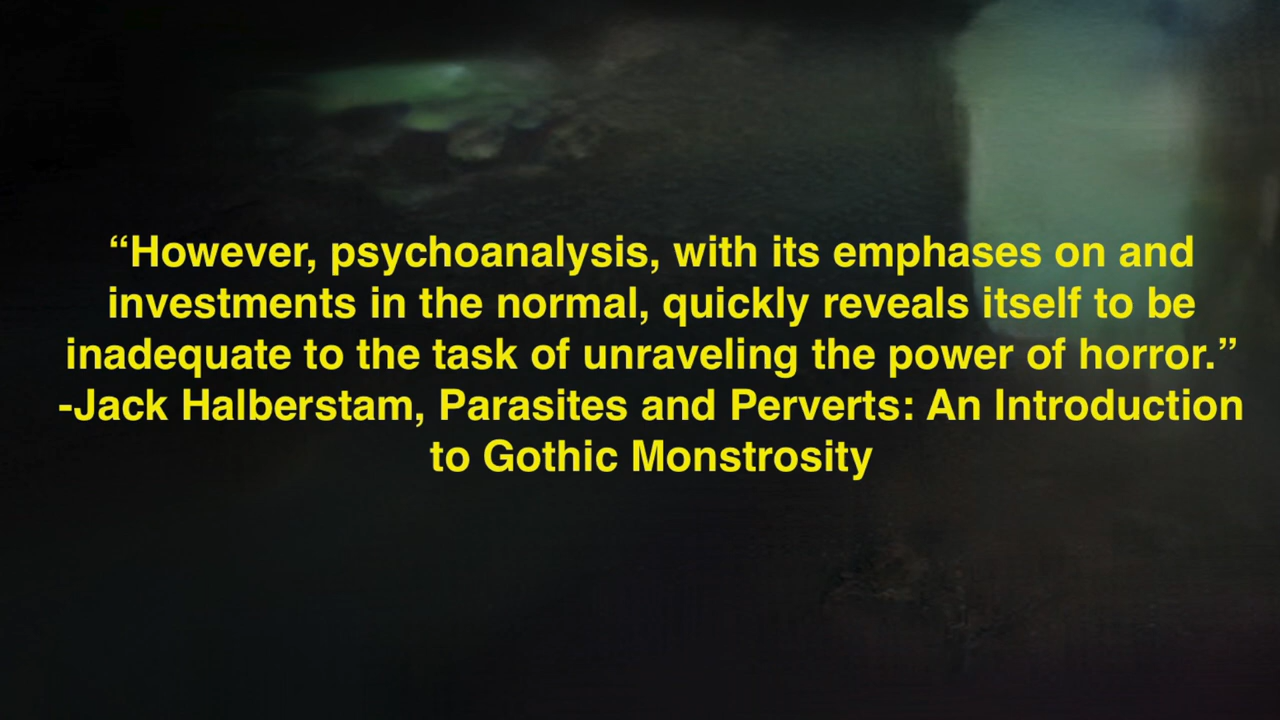 “However, psychoanalysis, with its emphases on and
investments in the normal, quickly reveals itself to be
inadequate to the task of unraveling the power of horror.”
-Jack Halberstam, Parasites and Perverts: An Introduction
to Gothic Monstrosity